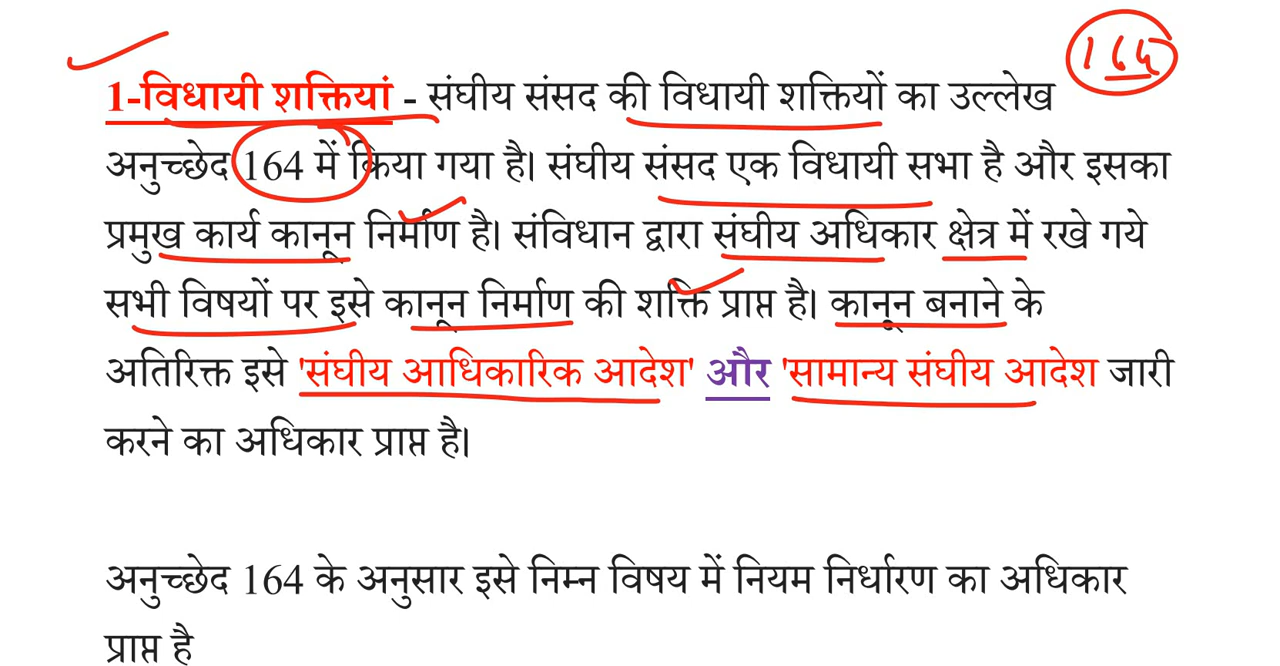 164
1-विधायी शक्तियां - संघीय संसद की विधायी शक्तियों का उल्लेख
अनुच्छेद 164 में किया गया है। संघीय संसद एक विधायी सभा है और इसका
प्रमुख कार्य कानून निर्माण है। संविधान द्वारा संघीय अधिकार क्षेत्र में रखे गये
सभी विषयों पर इसे कानून निर्माण की शक्ति प्राप्त है। कानून बनाने के
अतिरिक्त इसे 'संघीय आधिकारिक आदेश' और 'सामान्य संघीय आदेश जारी
करने का अधिकार प्राप्त है।
अनुच्छेद 164 के अनुसार इसे निम्न विषय में नियम निर्धारण का अधिकार
प्राप्त है